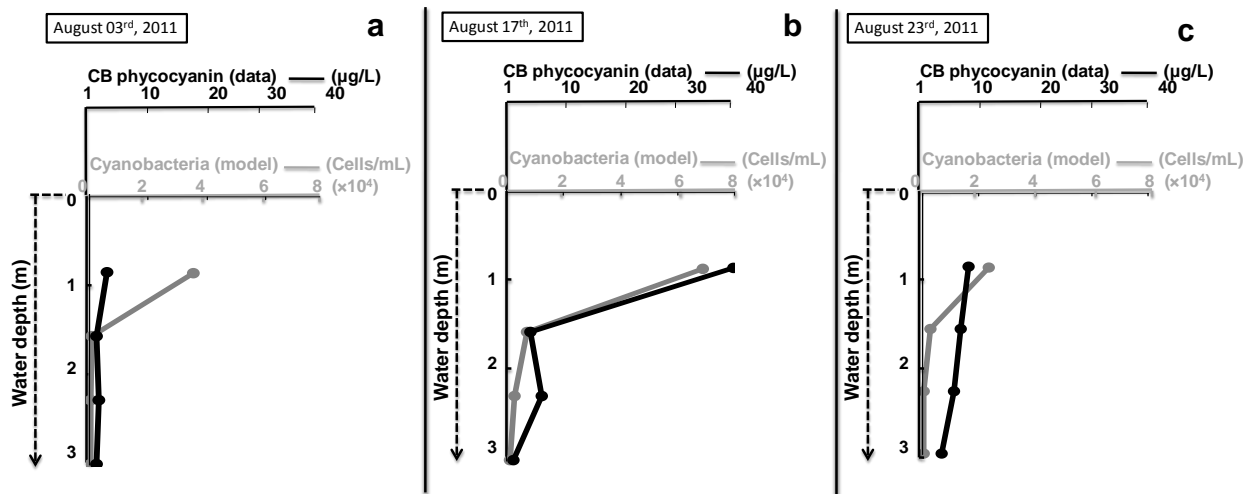 August 03rd, 2011
a
CB phycocyanin (data) (µg/L)
1 10 20 30 40
Cyanobacteria (model) (Cells/mL)
0 2 4 6 8 (×10⁴)
0
1
2
3
Water depth (m)
August 17th, 2011
b
CB phycocyanin (data) (µg/L)
1 10 20 30 40
Cyanobacteria (model) (Cells/mL)
0 2 4 6 8 (×10⁴)
0
1
2
3
Water depth (m)
August 23rd, 2011
c
CB phycocyanin (data) (µg/L)
1 10 20 30 40
Cyanobacteria (model) (Cells/mL)
0 2 4 6 8 (×10⁴)
0
1
2
3
Water depth (m)